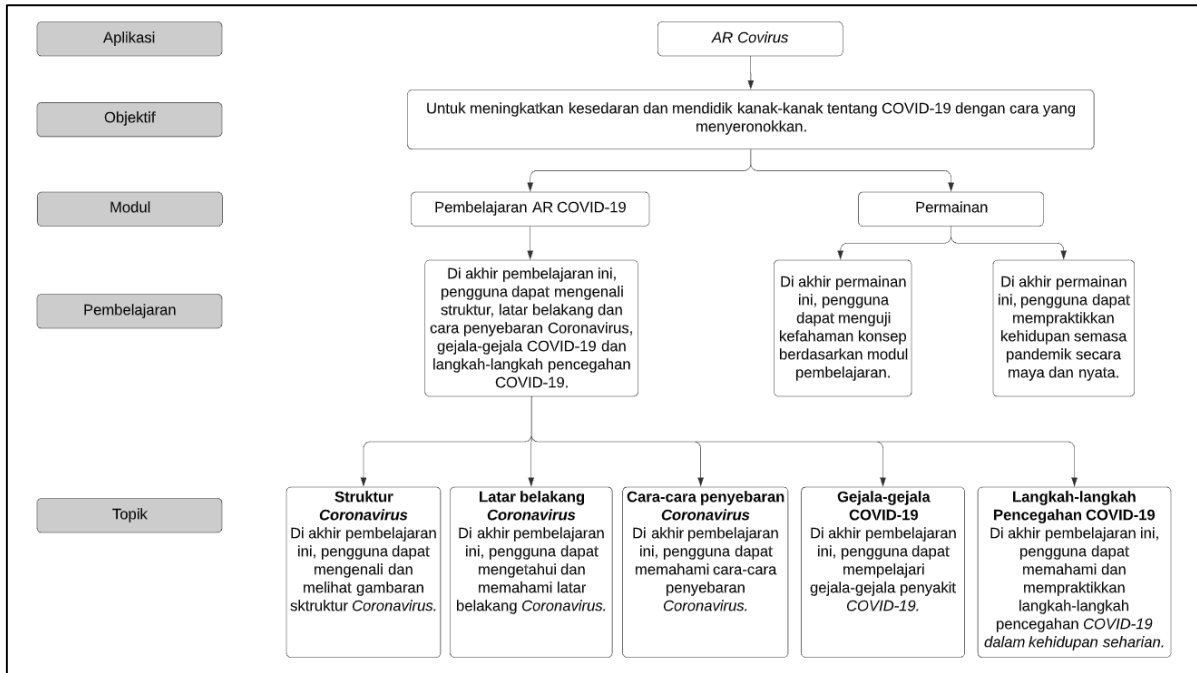 Aplikasi
AR Covirus
Objektif
Untuk meningkatkan kesedaran dan mendidik kanak-kanak tentang COVID-19 dengan cara yang
menyeronokkan.
Modul
Pembelajaran AR COVID-19
Permainan
Pembelajaran
Di akhir pembelajaran ini,
pengguna dapat mengenali
struktur, latar belakang dan
cara penyebaran Coronavirus,
gejala-gejala COVID-19 dan
langkah-langkah pencegahan
COVID-19.
Di akhir permainan
ini, pengguna
dapat menguji
kefahaman konsep
berdasarkan modul
pembelajaran.
Di akhir permainan
ini, pengguna dapat
mempraktikkan
kehidupan semasa
pandemik secara
maya dan nyata.
Topik
Struktur
Coronavirus
Di akhir pembelajaran
ini, pengguna dapat
mengenali dan
melihat gambaran
sktruktur Coronavirus.
Latar belakang
Coronavirus
Di akhir pembelajaran
ini, pengguna dapat
mengetahui dan
memahami latar
belakang Coronavirus.
Cara-cara penyebaran
Coronavirus
Di akhir pembelajaran
ini, pengguna dapat
memahami cara-cara
penyebaran
Coronavirus.
Gejala-gejala
COVID-19
Di akhir pembelajaran
ini, pengguna dapat
mempelajari
gejala-gejala penyakit
COVID-19.
Langkah-langkah
Pencegahan COVID-19
Di akhir pembelajaran ini,
pengguna dapat
memahami dan
mempraktikkan
langkah-langkah
pencegahan COVID-19
dalam kehidupan seharian.